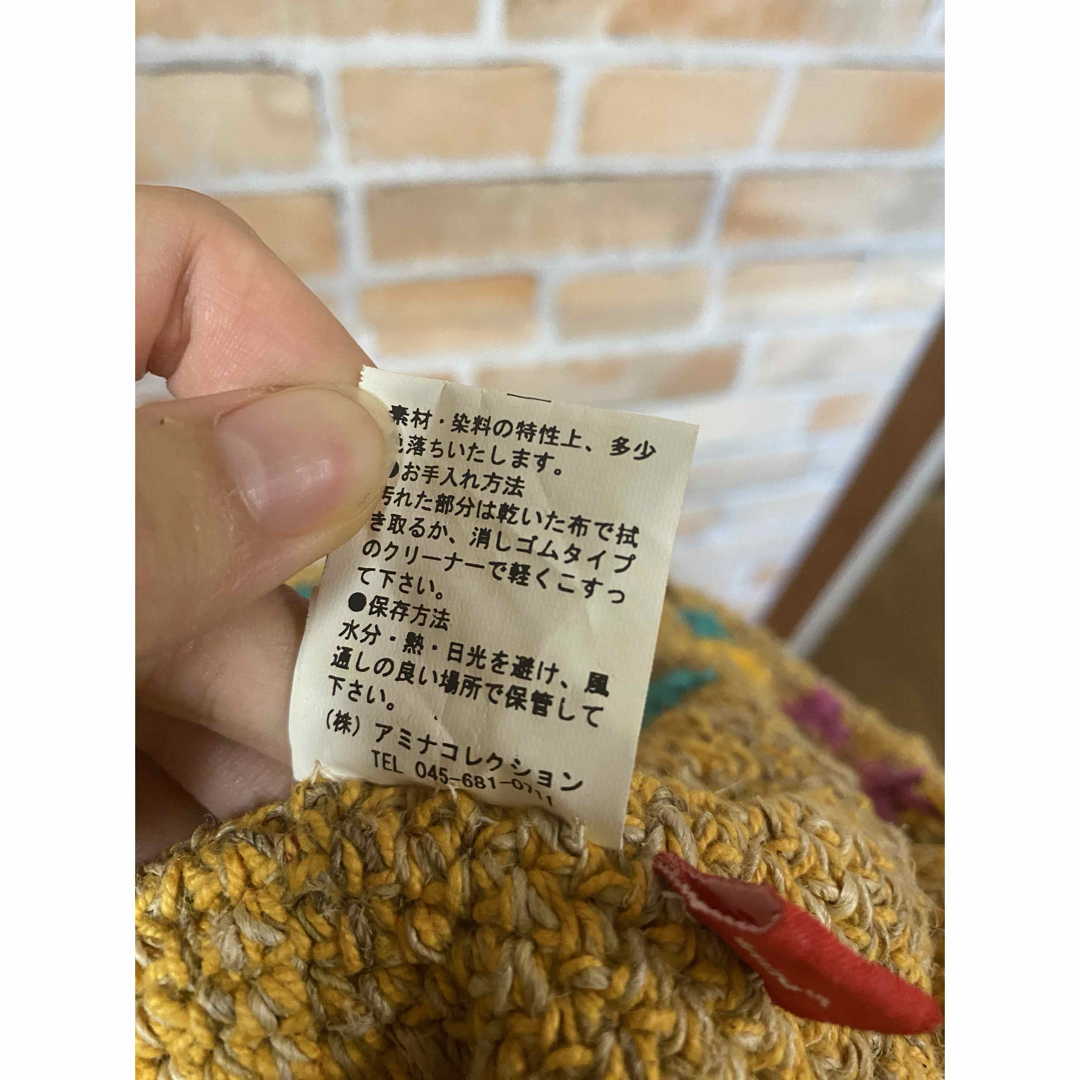 素材・染料の特性上、多少
色落ちいたします。
●お手入れ方法
汚れた部分は乾いた布で拭
き取るか、消しゴムタイプ
のクリーナーで軽くこすっ
て下さい。
●保存方法
水分・熱・日光を避け、風
通しの良い場所で保管して
下さい。
(株) アミナコレクション
TEL 045-681-0711